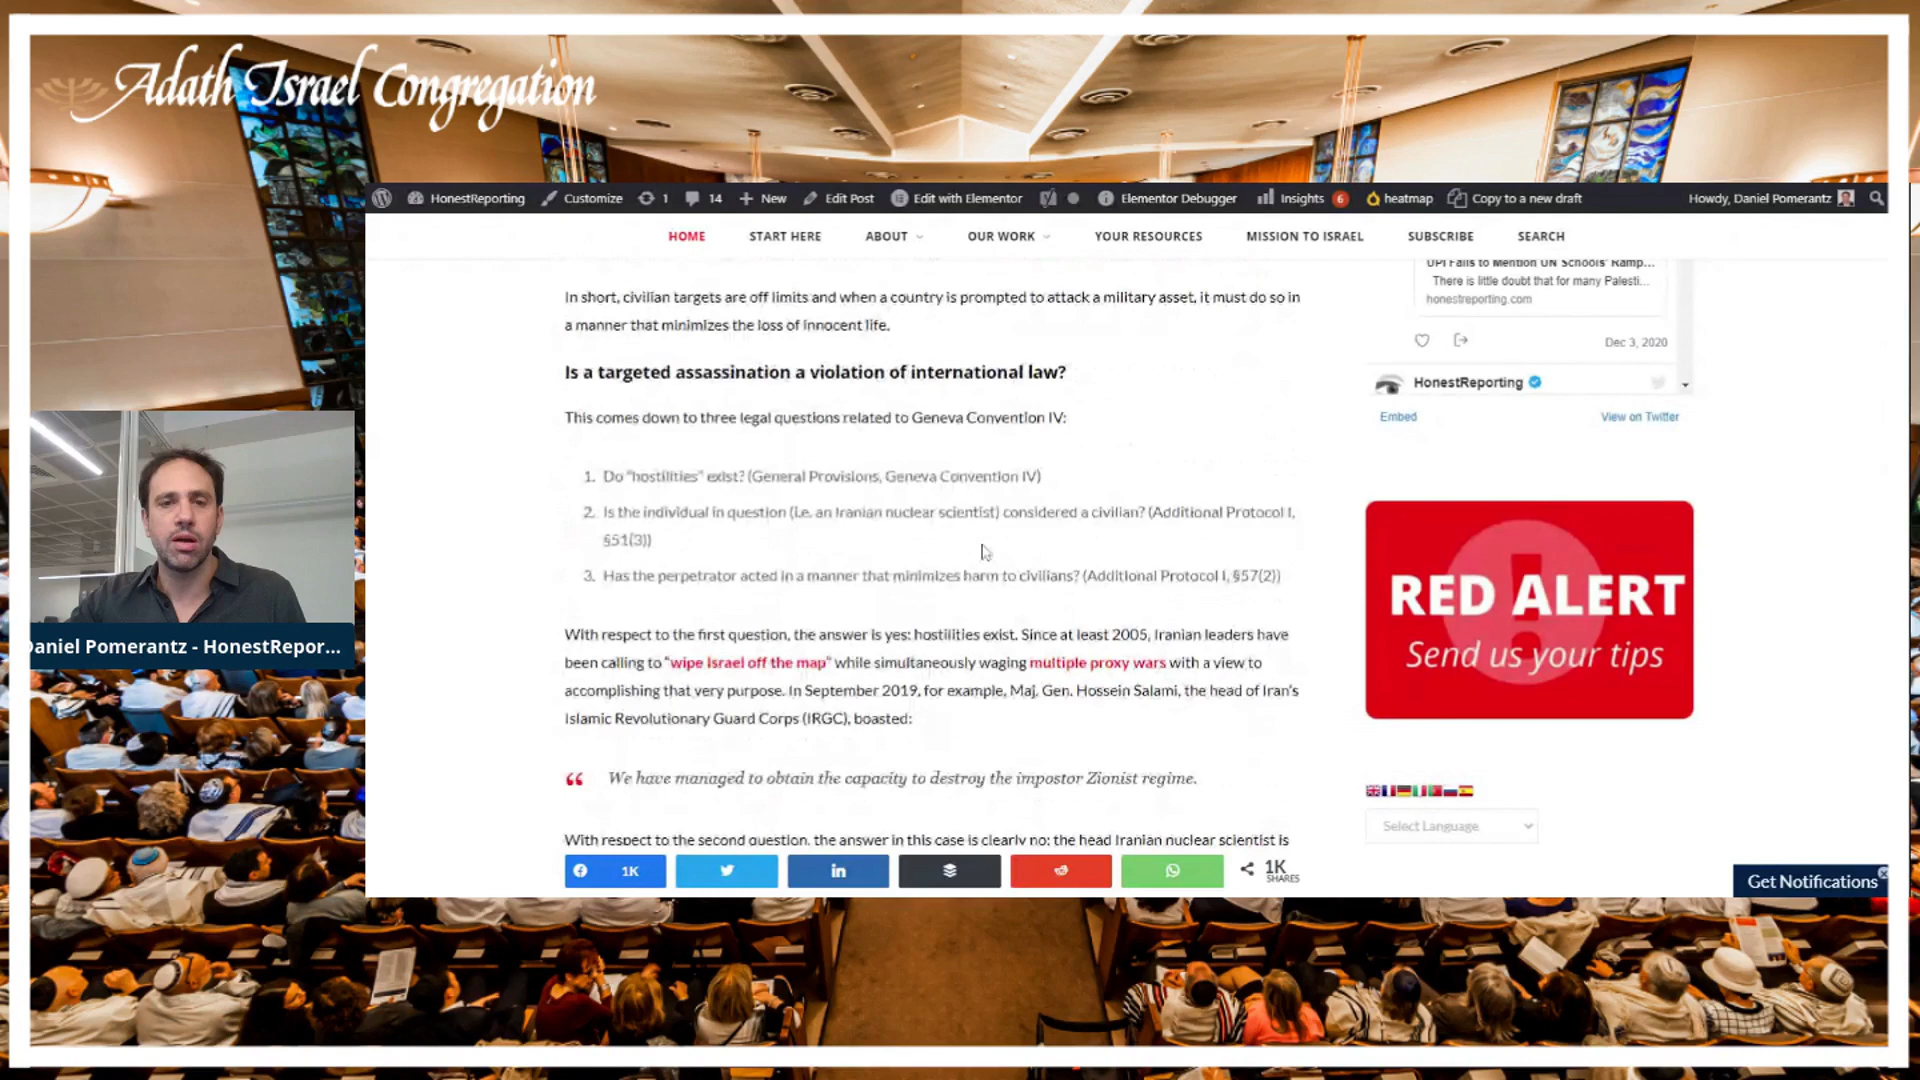 Adath Israel Congregation
HonestReporting
Customize
1
14
New
Edit Post
Edit with Elementor
Elementor Debugger
Insights
6
heatmap
Copy to a new draft
Howdy, Daniel Pomerantz
HOME
START HERE
ABOUT
OUR WORK
YOUR RESOURCES
MISSION TO ISRAEL
SUBSCRIBE
SEARCH
In short, civilian targets are off limits and when a country is prompted to attack a military asset, it must do so in
a manner that minimizes the loss of innocent life.
Is a targeted assassination a violation of international law?
This comes down to three legal questions related to Geneva Convention IV:
1. Do "hostilities" exist? (General Provisions, Geneva Convention IV)
2. Is the individual in question (i.e. an Iranian nuclear scientist) considered a civilian? (Additional Protocol I,
§51(3))
3. Has the perpetrator acted in a manner that minimizes harm to civilians? (Additional Protocol I, §57(2))
With respect to the first question, the answer is yes: hostilities exist. Since at least 2005, Iranian leaders have
been calling to "wipe Israel off the map" while simultaneously waging multiple proxy wars with a view to
accomplishing that very purpose. In September 2019, for example, Maj. Gen. Hossein Salami, the head of Iran's
Islamic Revolutionary Guard Corps (IRGC), boasted:
“ We have managed to obtain the capacity to destroy the impostor Zionist regime.
With respect to the second question, the answer in this case is clearly no: the head Iranian nuclear scientist is
1K
1K
SHARES
UPI Fails to Mention UN Schools' Ramp...
There is little doubt that for many Palesti...
honestreporting.com
Dec 3, 2020
HonestReporting
Embed
View on Twitter
RED ALERT
Send us your tips
Select Language
Get Notifications
Daniel Pomerantz - HonestRepor...